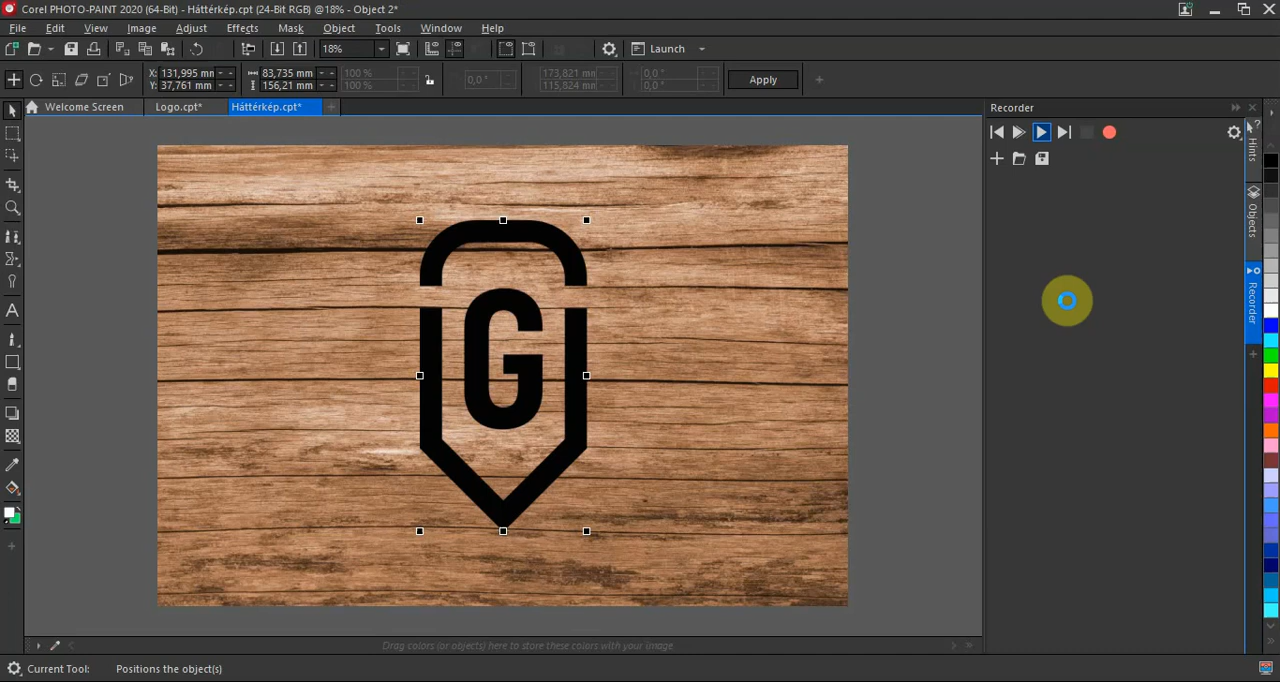 Corel PHOTO-PAINT 2020 (64-Bit) - Háttérkép.cpt (24-Bit RGB) @18% - Object 2*
File Edit View Image Adjust Effects Mask Object Tools Window Help
18% Launch
X: 131,995 mm 83,735 mm 100 % 0,0 ° 173,821 mm 0,0 ° Apply
Y: 37,761 mm 156,21 mm 100 % 115,824 mm 0,0 °
Welcome Screen Logo.cpt* Háttérkép.cpt* Recorder
Hints
Objects
Recorder
G
Drag colors (or objects) here to store these colors with your image
Current Tool: Positions the object(s)